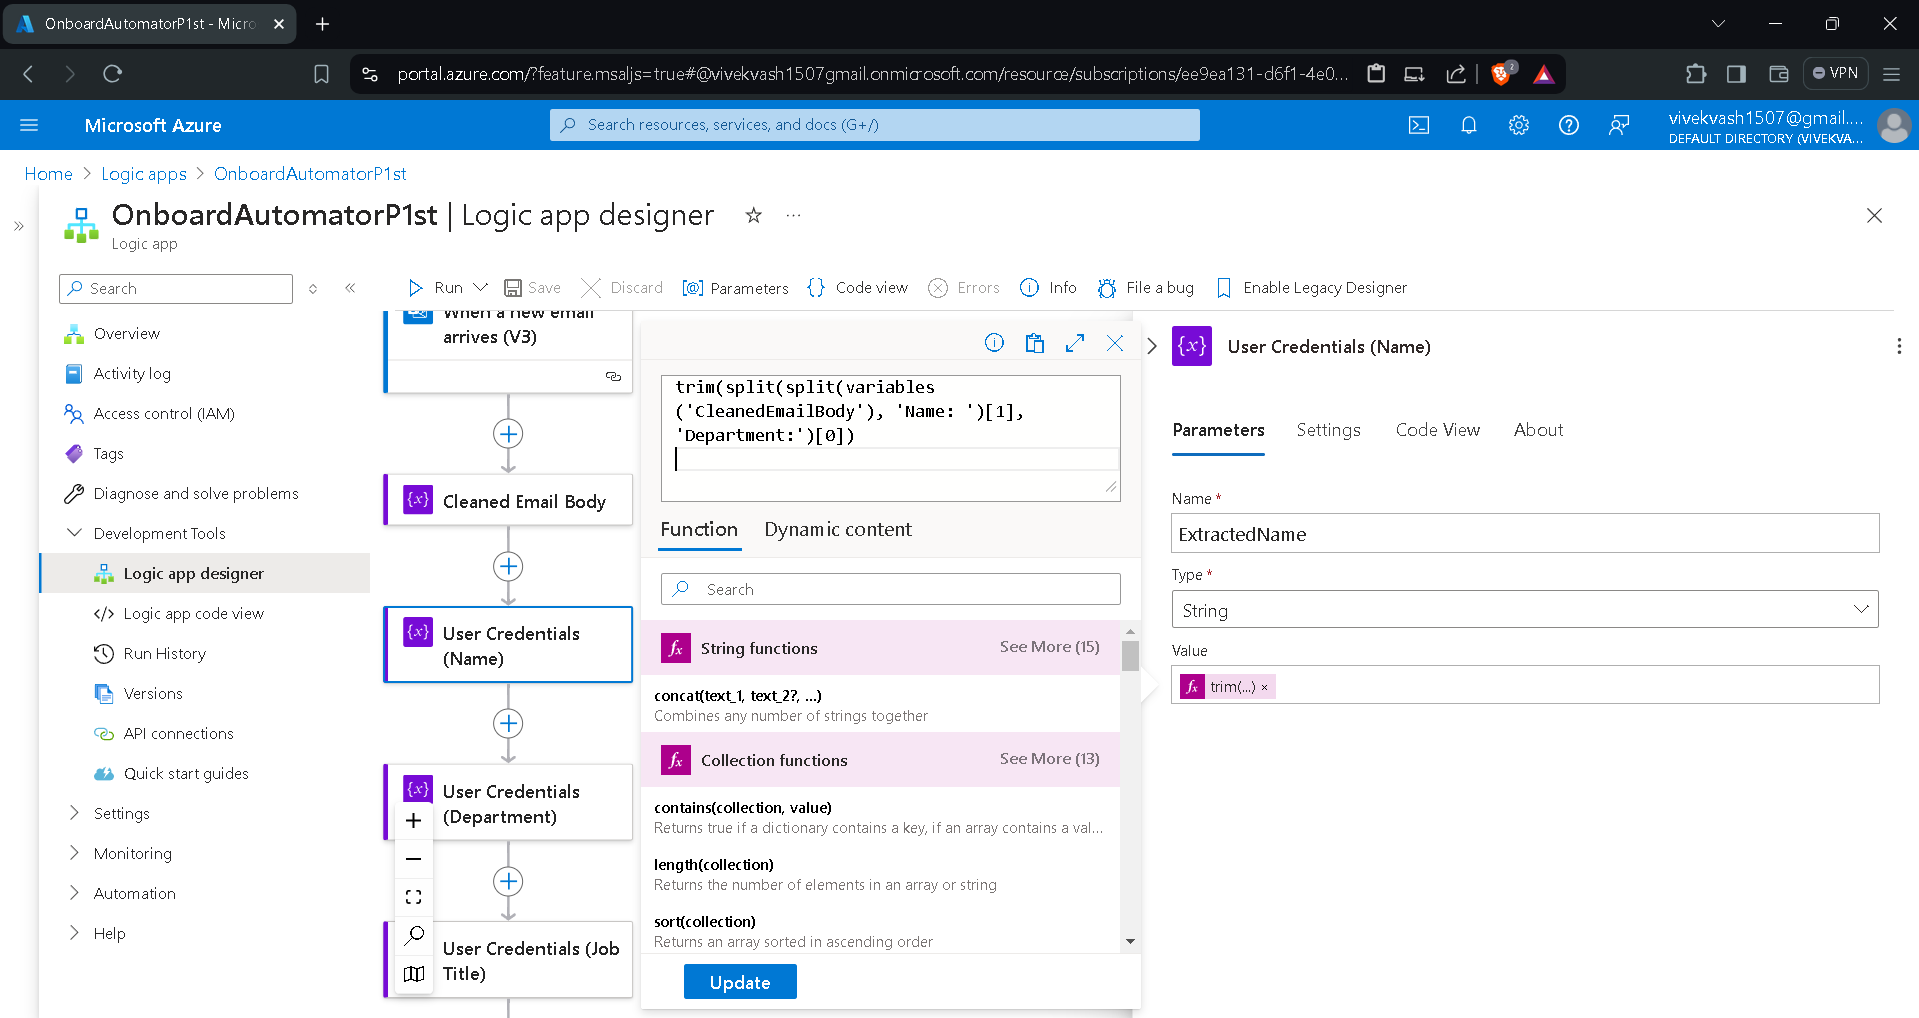 OnboardAutomatorP1st - Micro
portal.azure.com/?feature.msaljs=true#@vivekvash1507gmail.onmicrosoft.com/resource/subscriptions/ee9ea131-d6f1-4e0...
2
VPN
Microsoft Azure
Search resources, services, and docs (G+/)
vivekvash1507@gmail....
DEFAULT DIRECTORY (VIVEKVA...
Home > Logic apps > OnboardAutomatorP1st
OnboardAutomatorP1st | Logic app designer
Logic app
Search
Run
Save
Discard
Parameters
Code view
Errors
Info
File a bug
Enable Legacy Designer
Overview
Activity log
Access control (IAM)
Tags
Diagnose and solve problems
Development Tools
Logic app designer
Logic app code view
Run History
Versions
API connections
Quick start guides
Settings
Monitoring
Automation
Help
When a new email
arrives (V3)
Cleaned Email Body
User Credentials
(Name)
User Credentials
(Department)
User Credentials (Job
Title)
trim(split(split(variables
('CleanedEmailBody'), 'Name: ')[1],
'Department:')[0])
Function
Dynamic content
Search
String functions
See More (15)
concat(text_1, text_2?, ...)
Combines any number of strings together
Collection functions
See More (13)
contains(collection, value)
Returns true if a dictionary contains a key, if an array contains a val...
length(collection)
Returns the number of elements in an array or string
sort(collection)
Returns an array sorted in ascending order
Update
User Credentials (Name)
Parameters
Settings
Code View
About
Name *
ExtractedName
Type *
String
Value
fx trim(...) ×